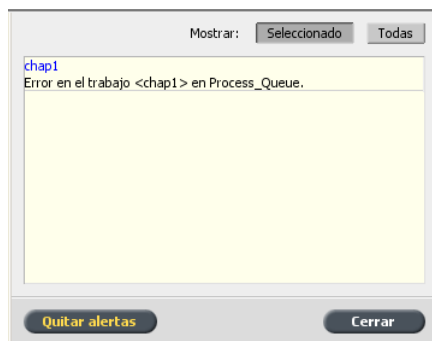 Mostrar: Seleccionado Todas
chap1
Error en el trabajo <chap1> en Process_Queue.
Quitar alertas Cerrar